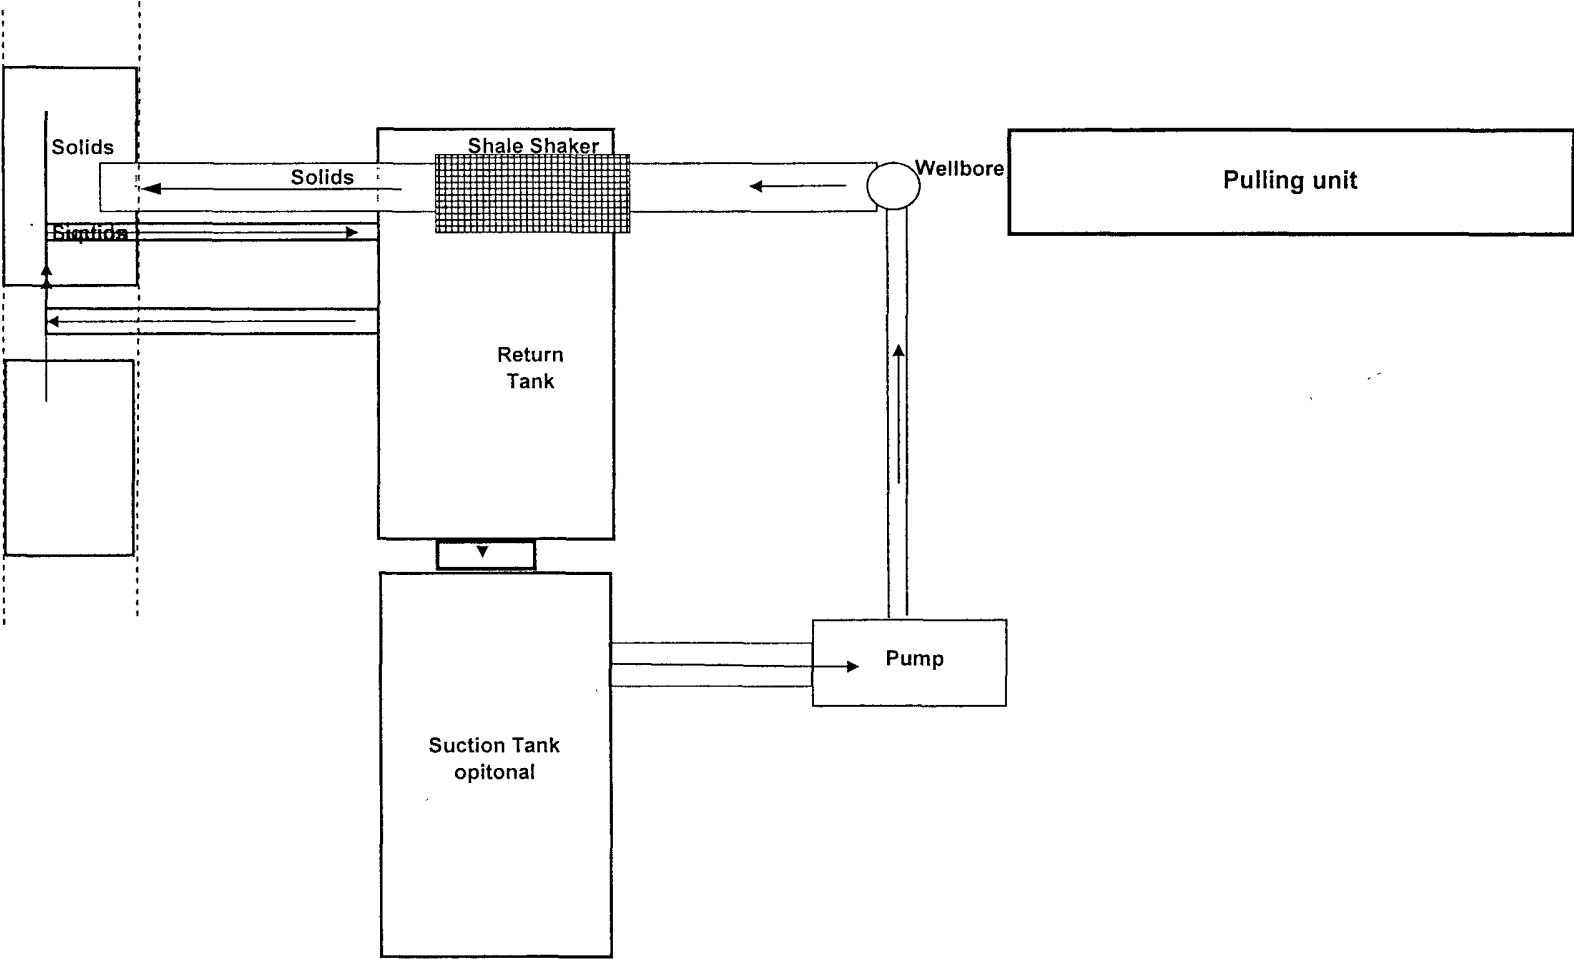 Shale Shaker
Solids
Solids
Wellbore
Pulling unit
Return
Tank
Pump
Suction Tank
opitonal